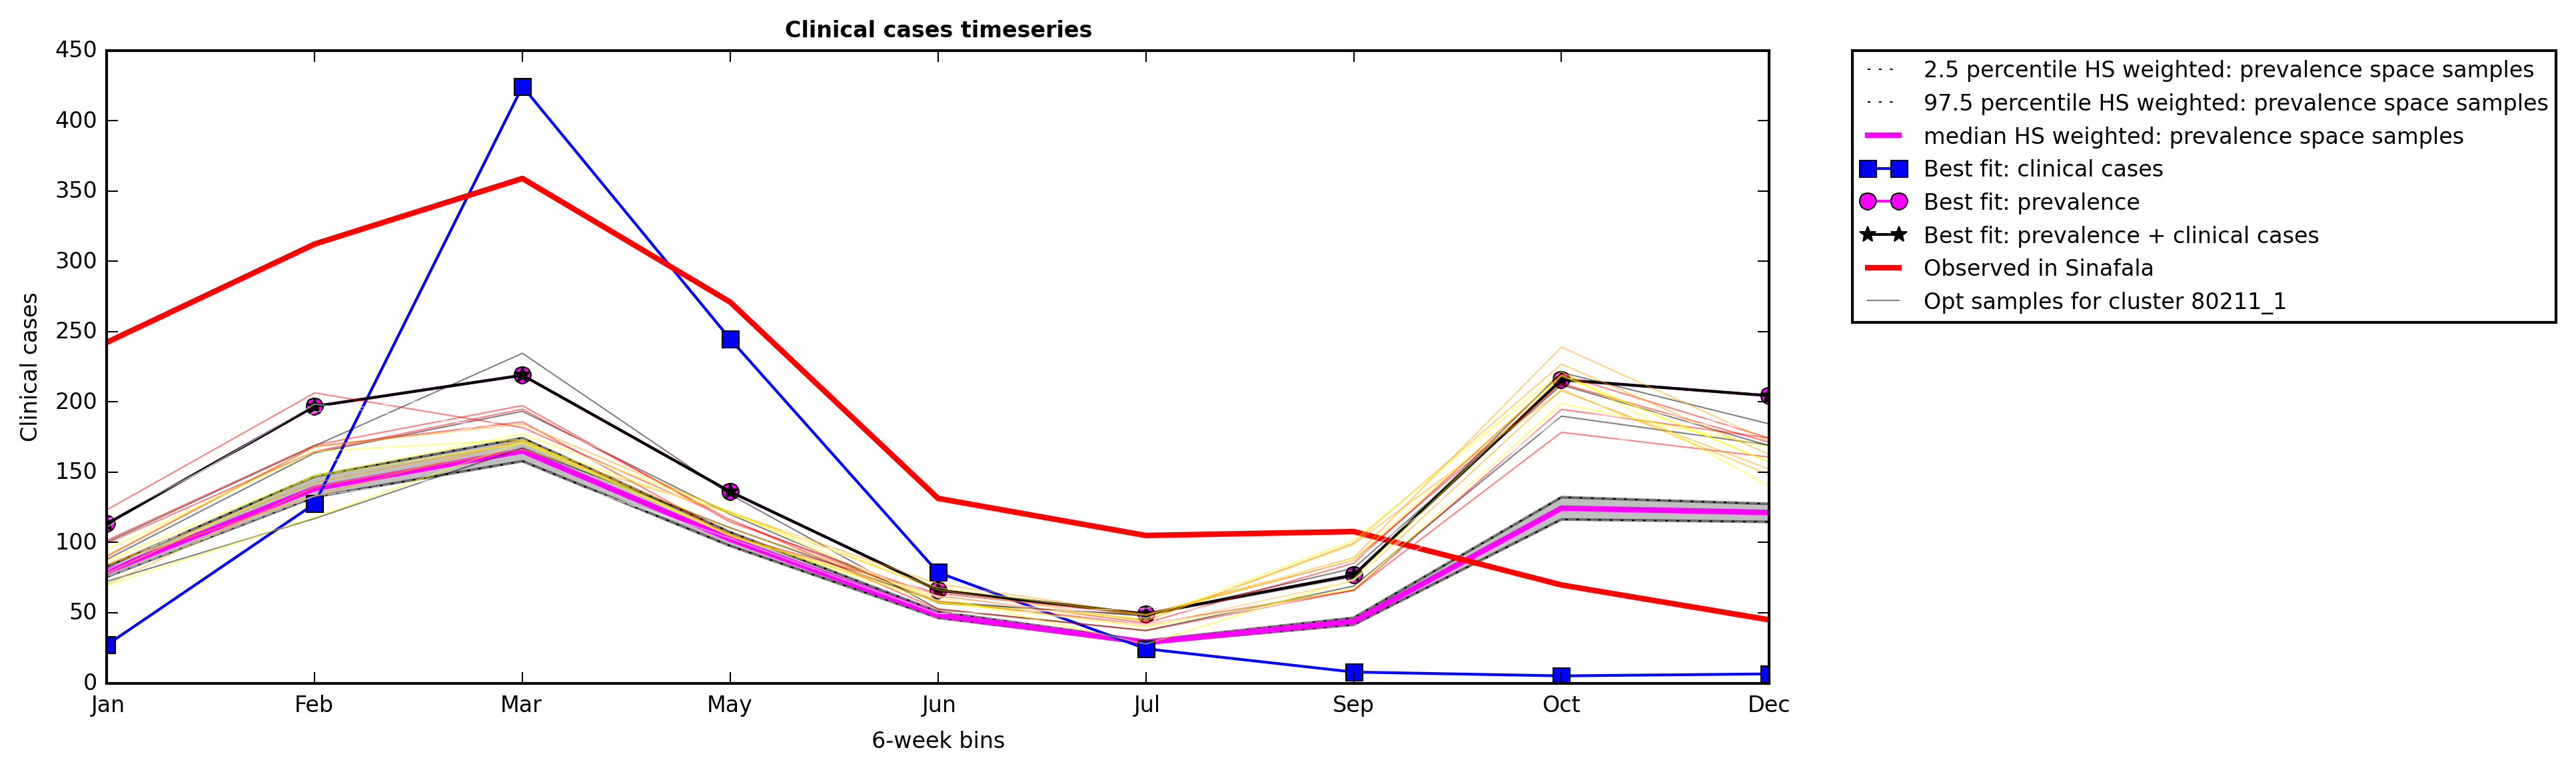 Clinical cases timeseries
450
400
350
300
250
200
150
100
50
0
Clinical cases
Jan Feb Mar May Jun Jul Sep Oct Dec
6-week bins
2.5 percentile HS weighted: prevalence space samples
97.5 percentile HS weighted: prevalence space samples
median HS weighted: prevalence space samples
Best fit: clinical cases
Best fit: prevalence
Best fit: prevalence + clinical cases
Observed in Sinafala
Opt samples for cluster 80211_1